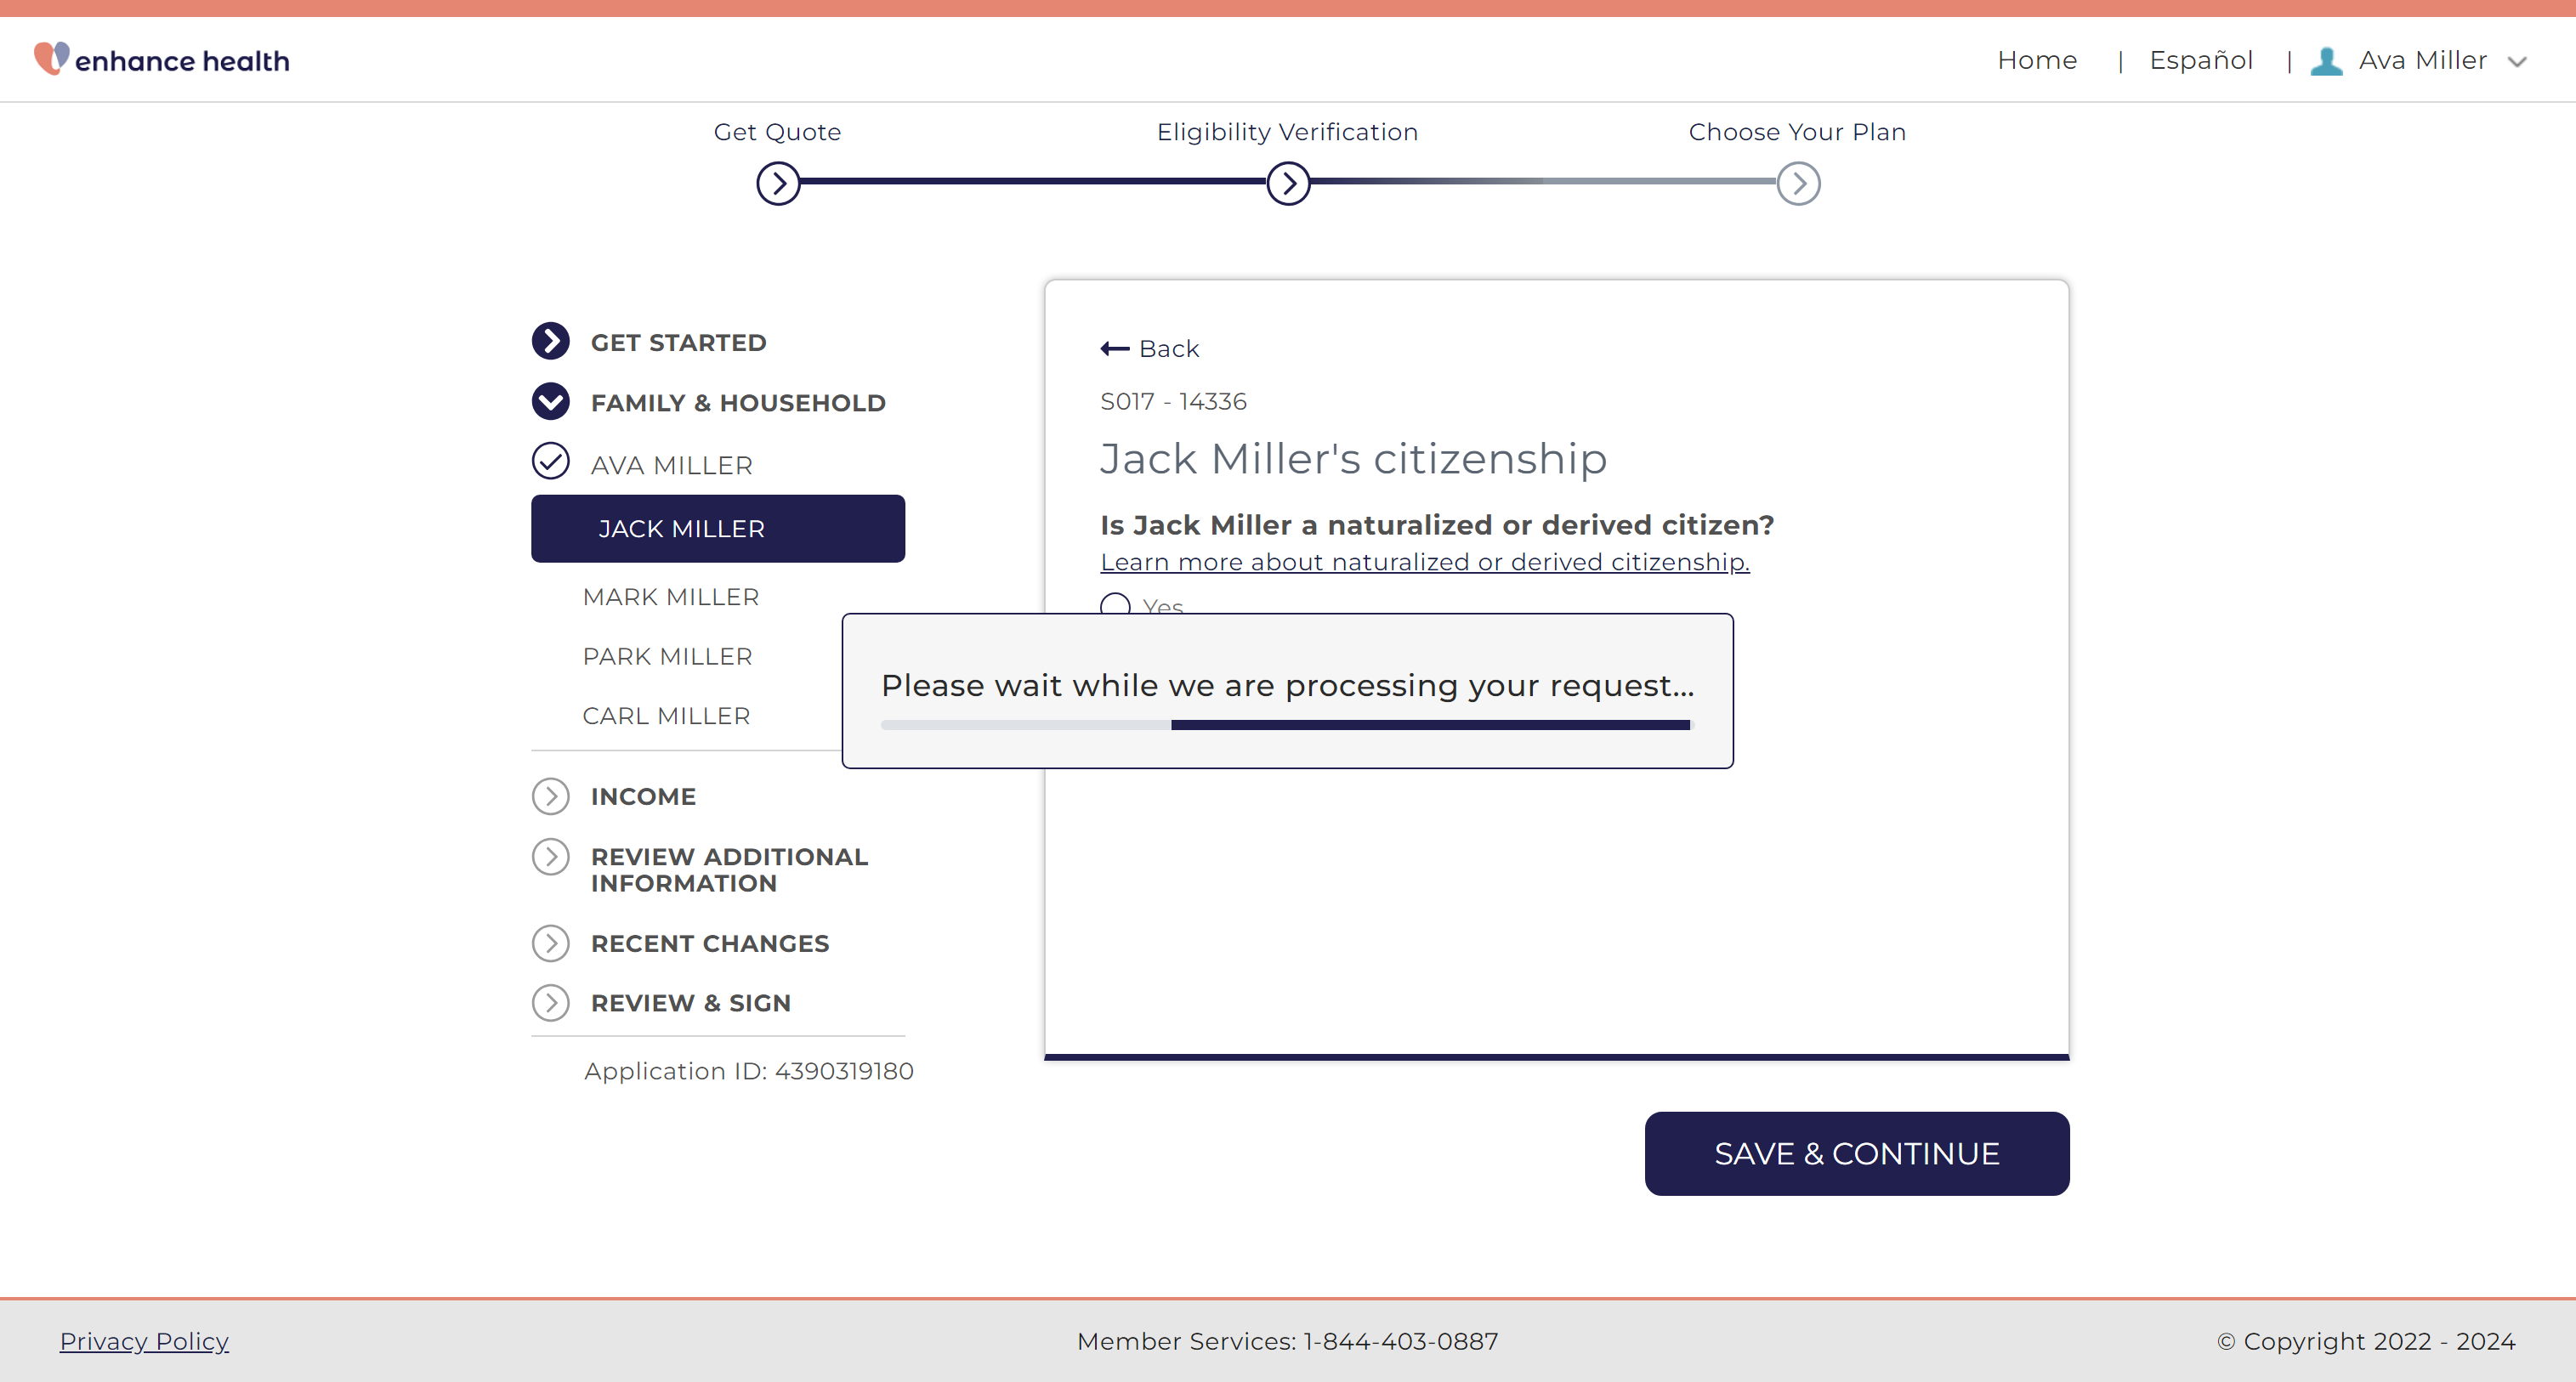 enhance health
Home | Español | Ava Miller
Get Quote
Eligibility Verification
Choose Your Plan
GET STARTED
FAMILY & HOUSEHOLD
AVA MILLER
JACK MILLER
MARK MILLER
PARK MILLER
CARL MILLER
INCOME
REVIEW ADDITIONAL
INFORMATION
RECENT CHANGES
REVIEW & SIGN
Application ID: 4390319180
Back
S017 - 14336
Jack Miller's citizenship
Is Jack Miller a naturalized or derived citizen?
Learn more about naturalized or derived citizenship.
Yes
Please wait while we are processing your request...
SAVE & CONTINUE
Privacy Policy
Member Services: 1-844-403-0887
© Copyright 2022 - 2024